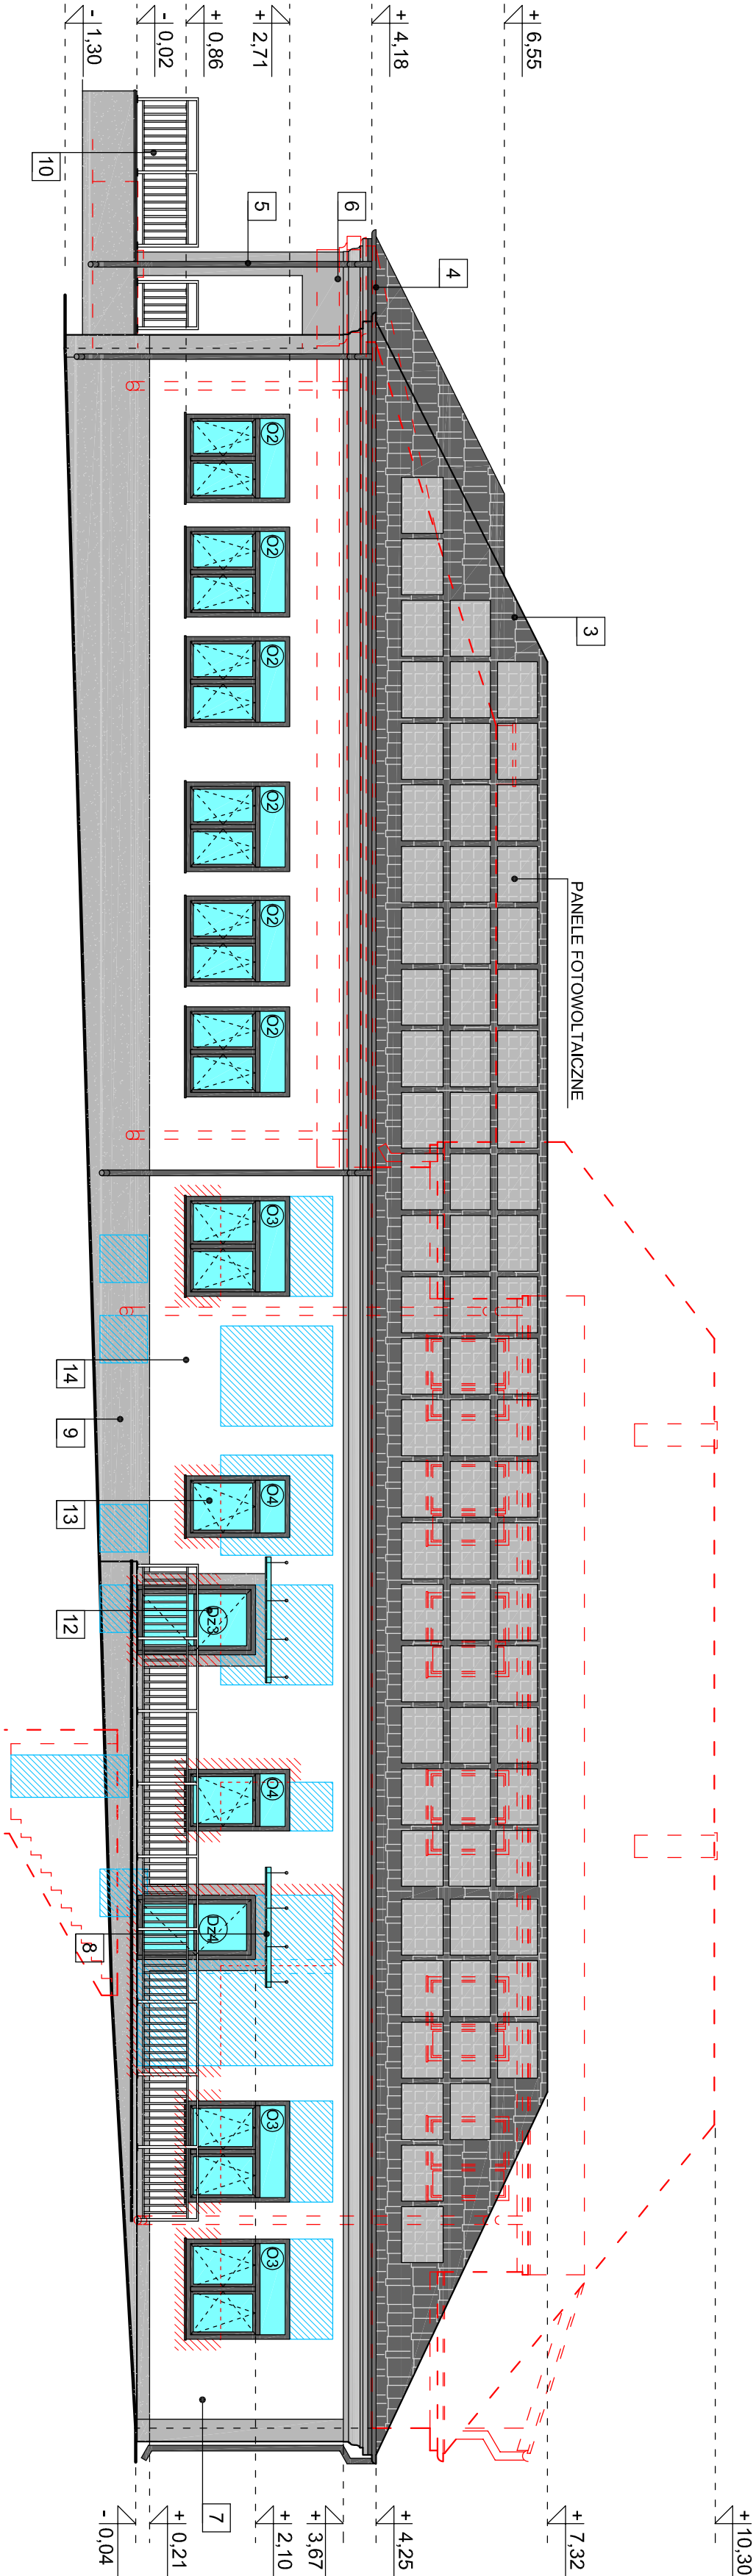 + 6,55
+ 4,18
+ 2,71
+ 0,86
- 0,02
- 1,30
10
5
6
4
3
PANELE FOTOWOLTAICZNE
O2
O2
O2
O2
O2
O2
O3
O4
Dz3
O4
Dz4
O3
O3
14
9
13
12
8
7
+ 10,30
+ 7,32
+ 4,25
+ 3,67
+ 2,10
+ 0,21
- 0,04